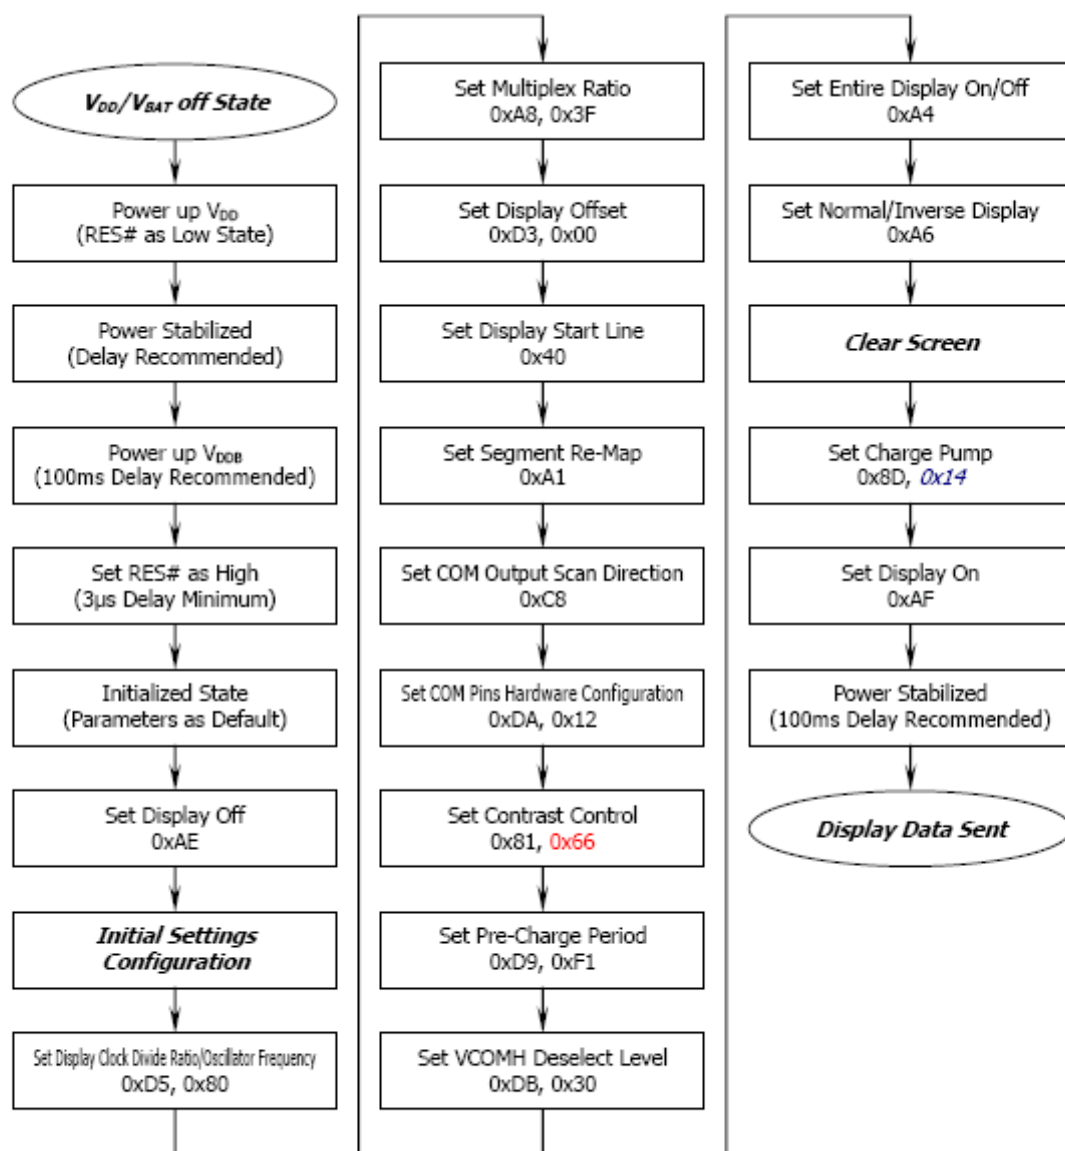 V_DD/V_BAT off State
Power up V_DD
(RES# as Low State)
Power Stabilized
(Delay Recommended)
Power up V_DDB
(100ms Delay Recommended)
Set RES# as High
(3µs Delay Minimum)
Initialized State
(Parameters as Default)
Set Display Off
0xAE
Initial Settings
Configuration
Set Display Clock Divide Ratio/Oscillator Frequency
0xD5, 0x80
Set Multiplex Ratio
0xA8, 0x3F
Set Display Offset
0xD3, 0x00
Set Display Start Line
0x40
Set Segment Re-Map
0xA1
Set COM Output Scan Direction
0xC8
Set COM Pins Hardware Configuration
0xDA, 0x12
Set Contrast Control
0x81, 0x66
Set Pre-Charge Period
0xD9, 0xF1
Set VCOMH Deselect Level
0xDB, 0x30
Set Entire Display On/Off
0xA4
Set Normal/Inverse Display
0xA6
Clear Screen
Set Charge Pump
0x8D, 0x14
Set Display On
0xAF
Power Stabilized
(100ms Delay Recommended)
Display Data Sent